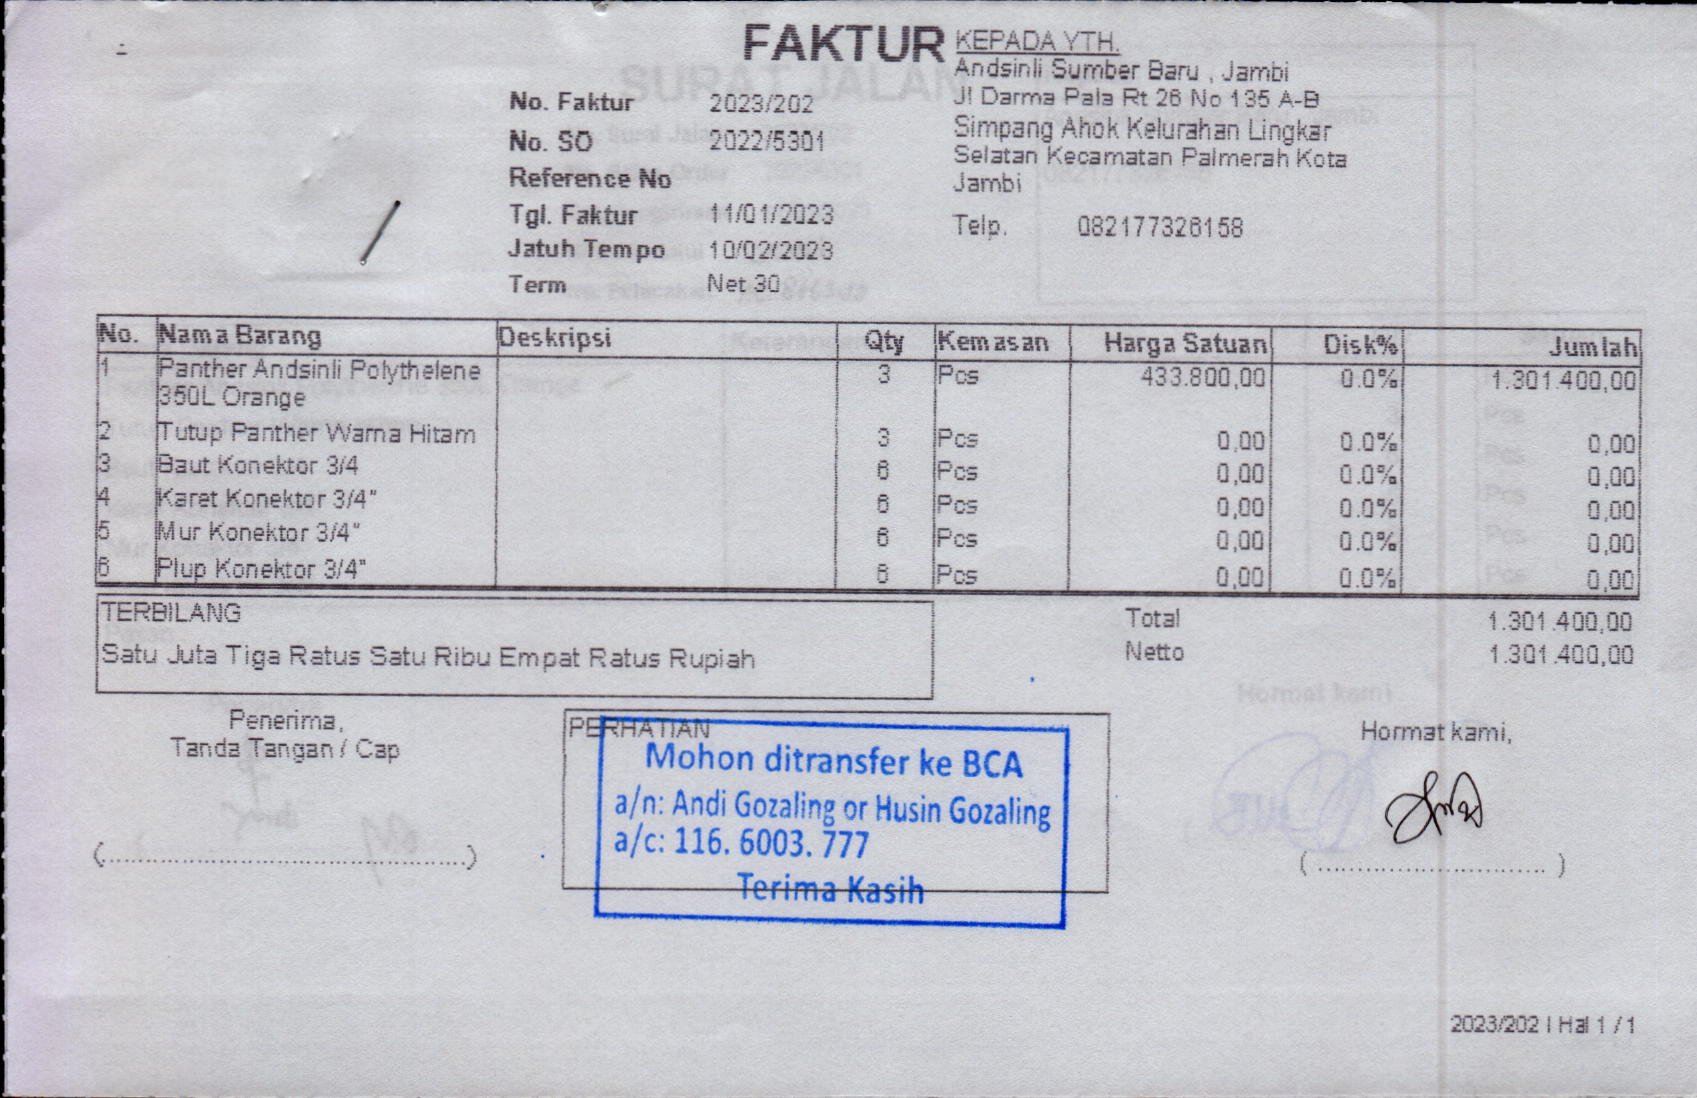 FAKTUR
KEPADA YTH.
Andsinli Sumber Baru , Jambi
Jl Darma Pala Rt 26 No 135 A-B
Simpang Ahok Kelurahan Lingkar
Selatan Kecamatan Palmerah Kota
Jambi
Telp. 082177326158
No. Faktur 2023/202
No. SO 2022/5301
Reference No
Tgl. Faktur 11/01/2023
Jatuh Tempo 10/02/2023
Term Net 30
No. Nama Barang Deskripsi Qty Kemasan Harga Satuan Disk% Jumlah
1 Panther Andsinli Polythelene 3 Pcs 433.800,00 0.0% 1.301.400,00
350L Orange
2 Tutup Panther Warna Hitam 3 Pcs 0,00 0.0% 0,00
3 Baut Konektor 3/4 6 Pcs 0,00 0.0% 0,00
4 Karet Konektor 3/4" 6 Pcs 0,00 0.0% 0,00
5 Mur Konektor 3/4" 6 Pcs 0,00 0.0% 0,00
6 Plup Konektor 3/4" 6 Pcs 0,00 0.0% 0,00
TERBILANG
Satu Juta Tiga Ratus Satu Ribu Empat Ratus Rupiah
Total 1.301.400,00
Netto 1.301.400,00
Penerima,
Tanda Tangan / Cap
(..................................................)
PERHATIAN
Mohon ditransfer ke BCA
a/n: Andi Gozaling or Husin Gozaling
a/c: 116. 6003. 777
Terima Kasih
Hormat kami,
( ............................... )
2023/202 | Hal 1 / 1